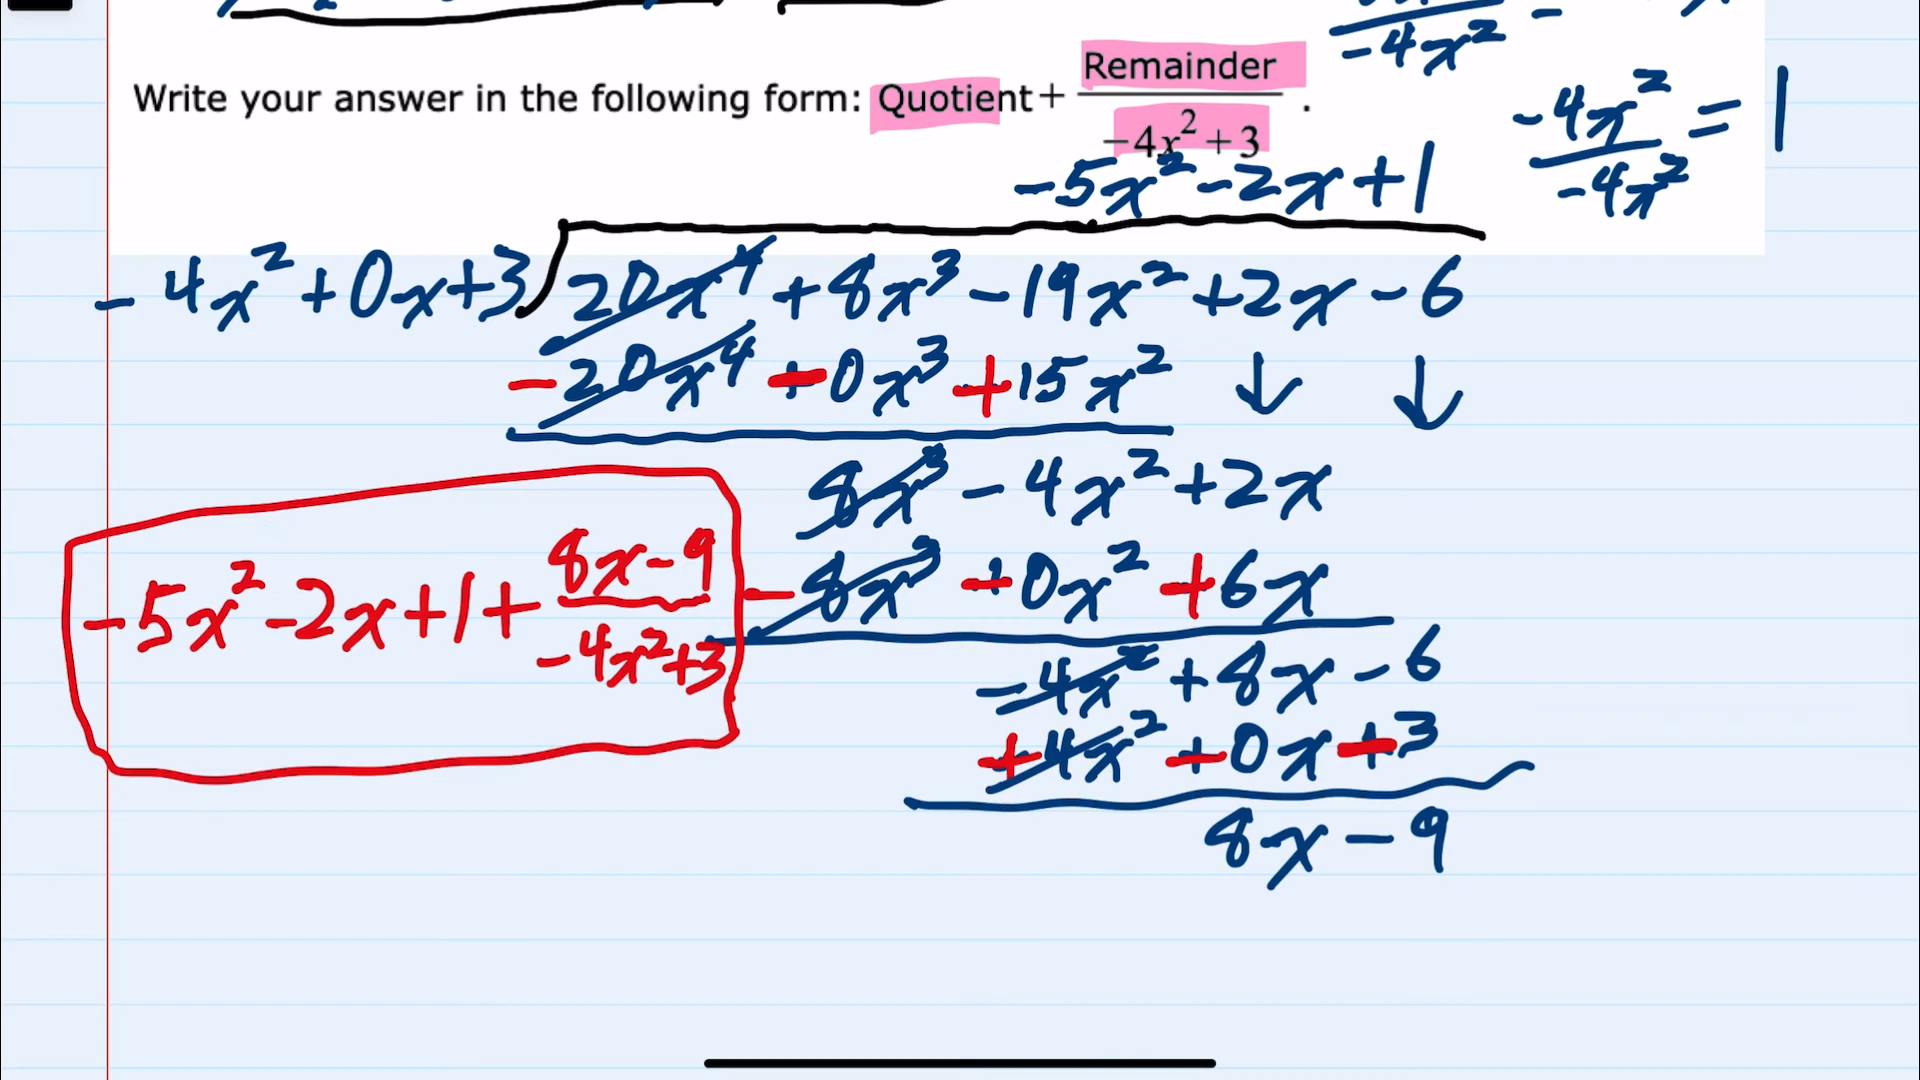 -4x²
Write your answer in the following form: Quotient + Remainder / -4x² + 3 .
-4x² / -4x² = 1
-5x² - 2x + 1
-4x² + 0x + 3 ) 20x⁴ + 8x³ - 19x² + 2x - 6
-20x⁴ - 0x³ + 15x²
8x³ - 4x² + 2x
-8x³ - 0x² + 6x
-4x² + 8x - 6
+4x² - 0x - 3
8x - 9
-5x² - 2x + 1 + 8x - 9 / -4x² + 3